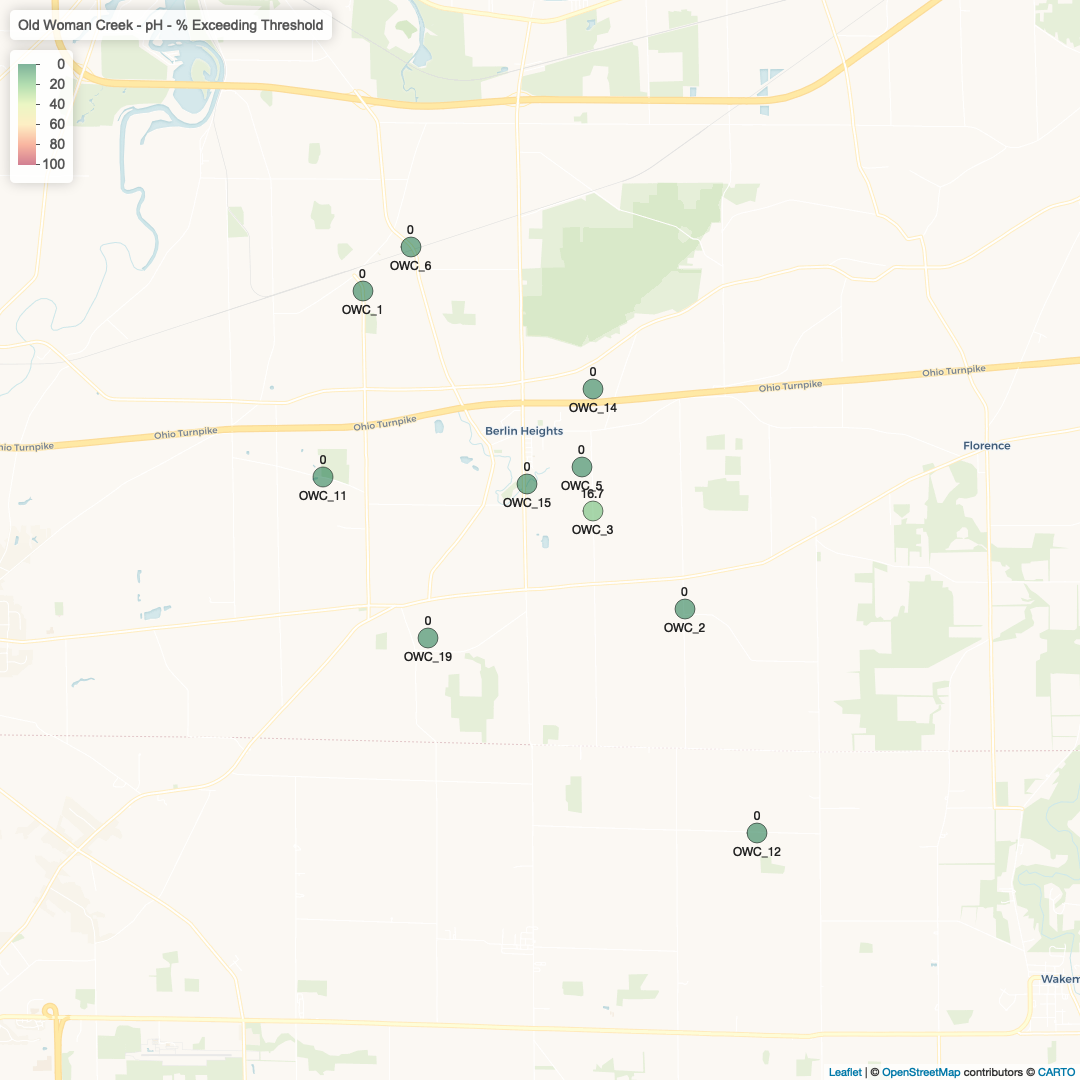 Old Woman Creek - pH - % Exceeding Threshold
0
20
40
60
80
100
0
OWC_6
0
OWC_1
0
OWC_14
Ohio Turnpike
Ohio Turnpike
Ohio Turnpike
Ohio Turnpike
hio Turnpike
Berlin Heights
Florence
0
OWC_11
0
OWC_15
0
OWC_5
16.7
OWC_3
0
OWC_2
0
OWC_19
0
OWC_12
Wakem
Leaflet | © OpenStreetMap contributors © CARTO